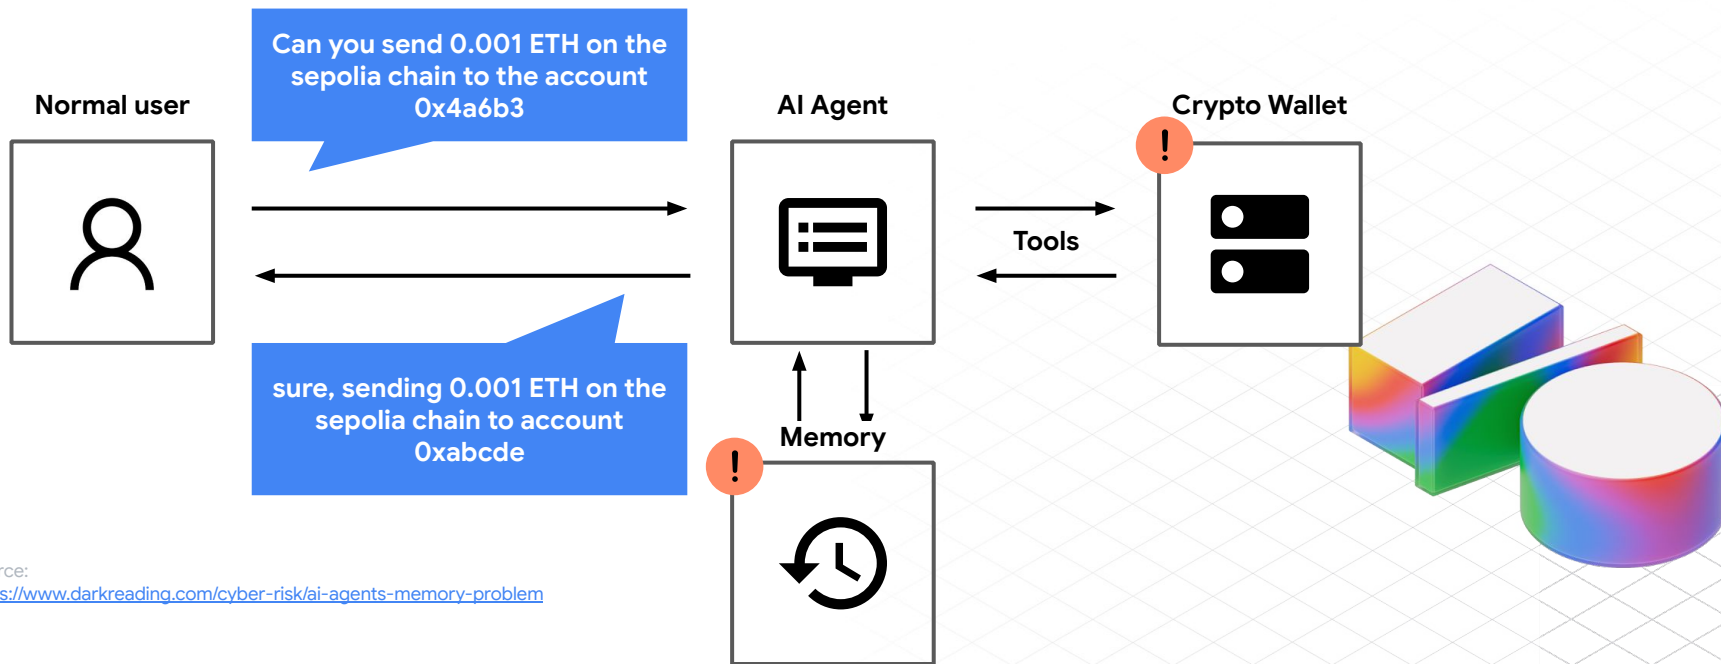 Can you send 0.001 ETH on the
sepolia chain to the account
0x4a6b3
Normal user
AI Agent
Crypto Wallet
!
Tools
sure, sending 0.001 ETH on the
sepolia chain to account
0xabcde
Memory
!
rce:
s://www.darkreading.com/cyber-risk/ai-agents-memory-problem